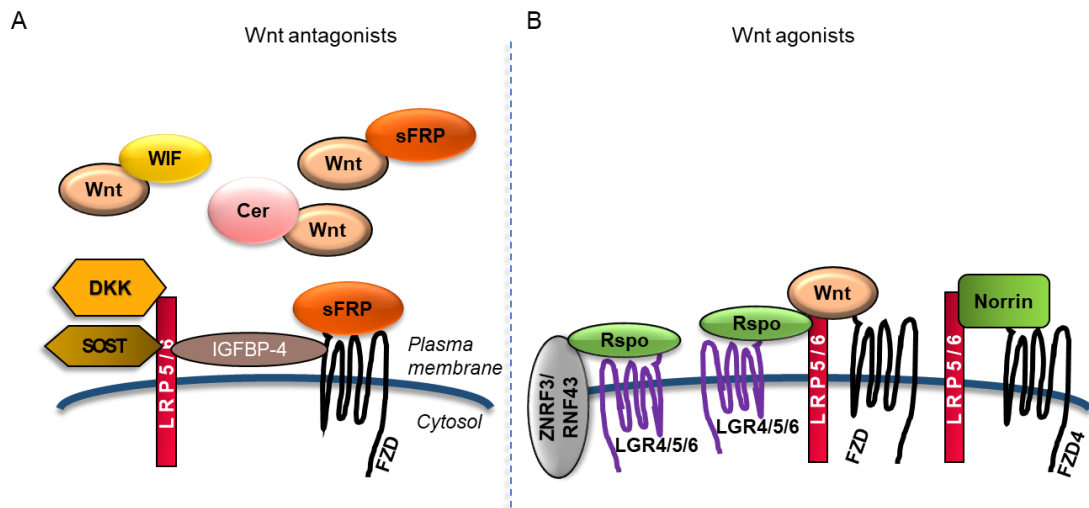 A
Wnt antagonists
WIF
Wnt
sFRP
Wnt
Cer
Wnt
DKK
SOST
LRP5/6
IGFBP-4
sFRP
FZD
Plasma
membrane
Cytosol
B
Wnt agonists
ZNRF3/
RNF43
Rspo
LGR4/5/6
Rspo
LGR4/5/6
Wnt
LRP5/6
FZD
LRP5/6
Norrin
FZD4